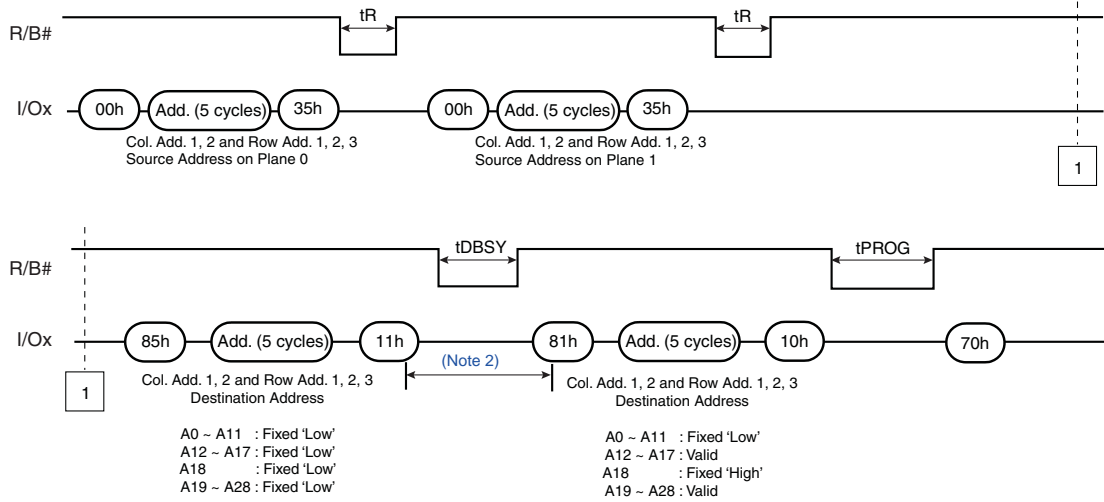 tR
tR
R/B#
I/Ox
00h
Add. (5 cycles)
35h
00h
Add. (5 cycles)
35h
Col. Add. 1, 2 and Row Add. 1, 2, 3
Source Address on Plane 0
Col. Add. 1, 2 and Row Add. 1, 2, 3
Source Address on Plane 1
1
tDBSY
tPROG
R/B#
I/Ox
85h
Add. (5 cycles)
11h
(Note 2)
81h
Add. (5 cycles)
10h
70h
1
Col. Add. 1, 2 and Row Add. 1, 2, 3
Destination Address
Col. Add. 1, 2 and Row Add. 1, 2, 3
Destination Address
A0 ~ A11 : Fixed ‘Low’
A12 ~ A17 : Fixed ‘Low’
A18 : Fixed ‘Low’
A19 ~ A28 : Fixed ‘Low’
A0 ~ A11 : Fixed ‘Low’
A12 ~ A17 : Valid
A18 : Fixed ‘High’
A19 ~ A28 : Valid